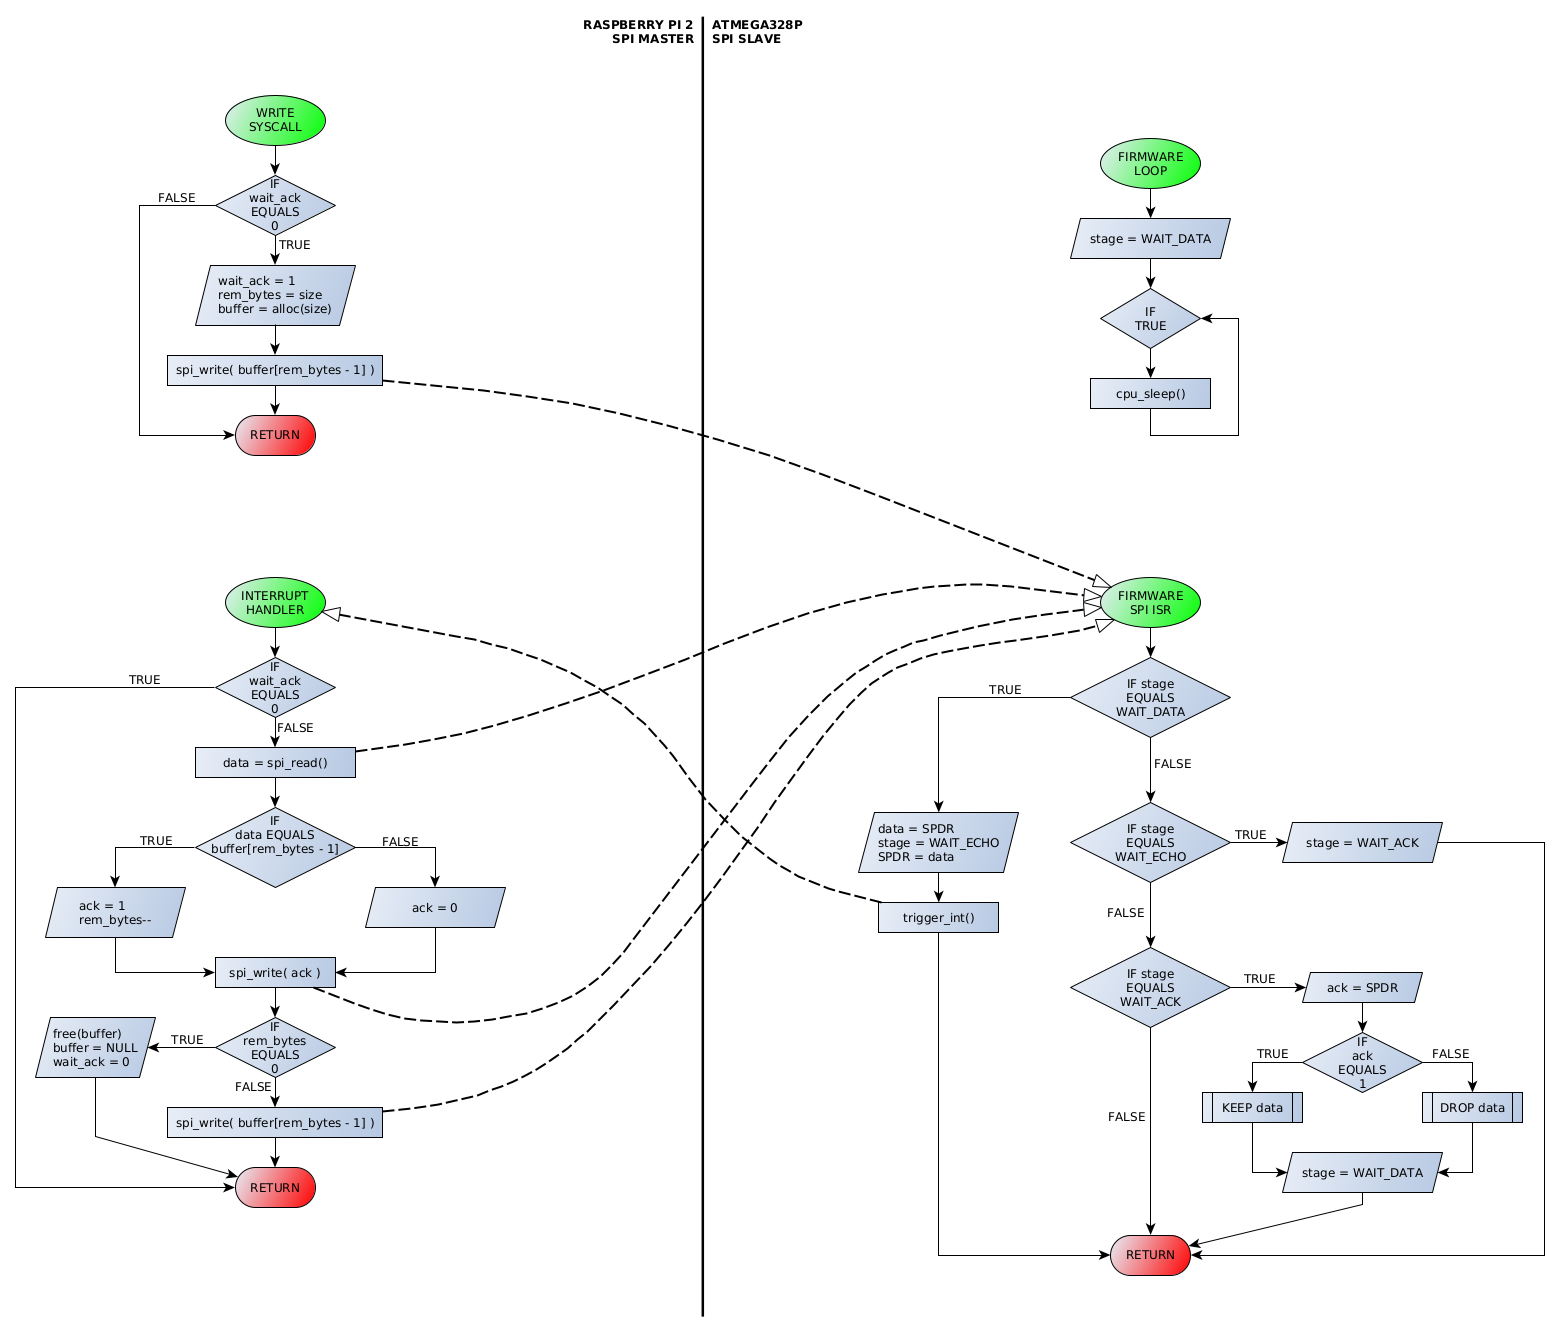 RASPBERRY PI 2
SPI MASTER
ATMEGA328P
SPI SLAVE
WRITE
SYSCALL
IF
wait_ack
EQUALS
0
FALSE
TRUE
wait_ack = 1
rem_bytes = size
buffer = alloc(size)
spi_write( buffer[rem_bytes - 1] )
RETURN
FIRMWARE
LOOP
stage = WAIT_DATA
IF
TRUE
cpu_sleep()
INTERRUPT
HANDLER
IF
wait_ack
EQUALS
0
TRUE
FALSE
data = spi_read()
IF
data EQUALS
buffer[rem_bytes - 1]
TRUE
FALSE
ack = 1
rem_bytes--
ack = 0
spi_write( ack )
IF
rem_bytes
EQUALS
0
TRUE
FALSE
free(buffer)
buffer = NULL
wait_ack = 0
spi_write( buffer[rem_bytes - 1] )
RETURN
FIRMWARE
SPI ISR
IF stage
EQUALS
WAIT_DATA
TRUE
FALSE
data = SPDR
stage = WAIT_ECHO
SPDR = data
trigger_int()
IF stage
EQUALS
WAIT_ECHO
TRUE
stage = WAIT_ACK
FALSE
IF stage
EQUALS
WAIT_ACK
TRUE
ack = SPDR
IF
ack
EQUALS
1
TRUE
FALSE
KEEP data
DROP data
FALSE
stage = WAIT_DATA
RETURN